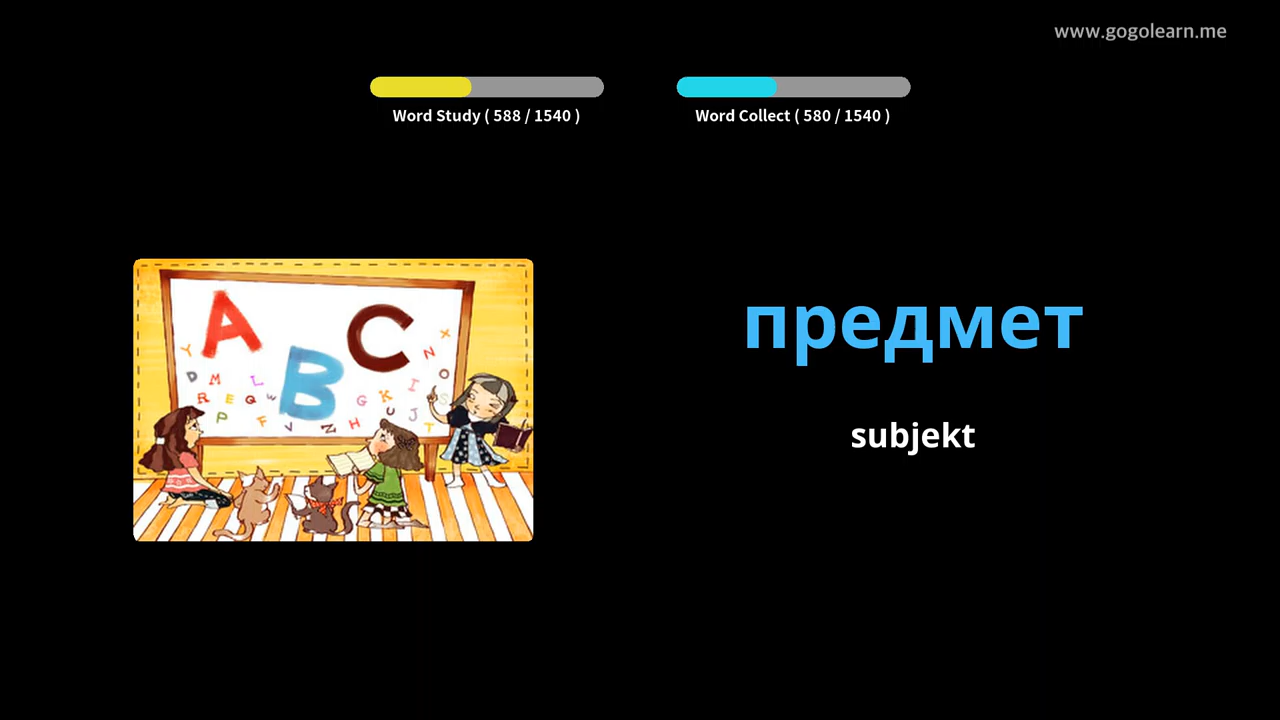 www.gogolearn.me
Word Study ( 588 / 1540 )
Word Collect ( 580 / 1540 )
предмет
subjekt
A
B
C
Y
D M L
R E Q W
P F V Z H
G K I N X
O S
U J T